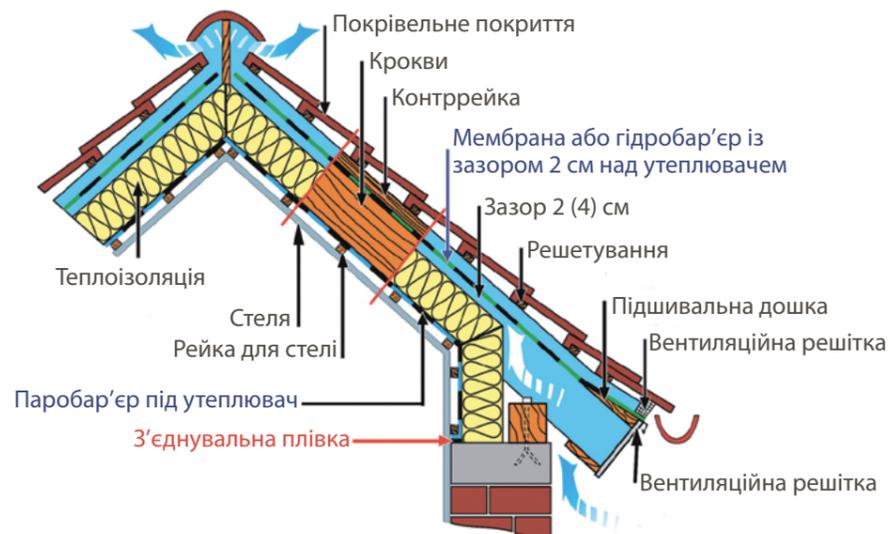 Покрівельне покриття
Крокви
Контррейка
Мембрана або гідробар’єр із
зазором 2 см над утеплювачем
Зазор 2 (4) см
Решетування
Теплоізоляція
Підшивальна дошка
Стеля
Вентиляційна решітка
Рейка для стелі
Паробар’єр під утеплювач
З’єднувальна плівка
Вентиляційна решітка